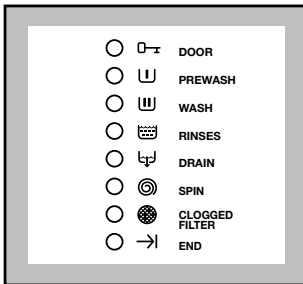 DOOR
PREWASH
WASH
RINSES
DRAIN
SPIN
CLOGGED
FILTER
END